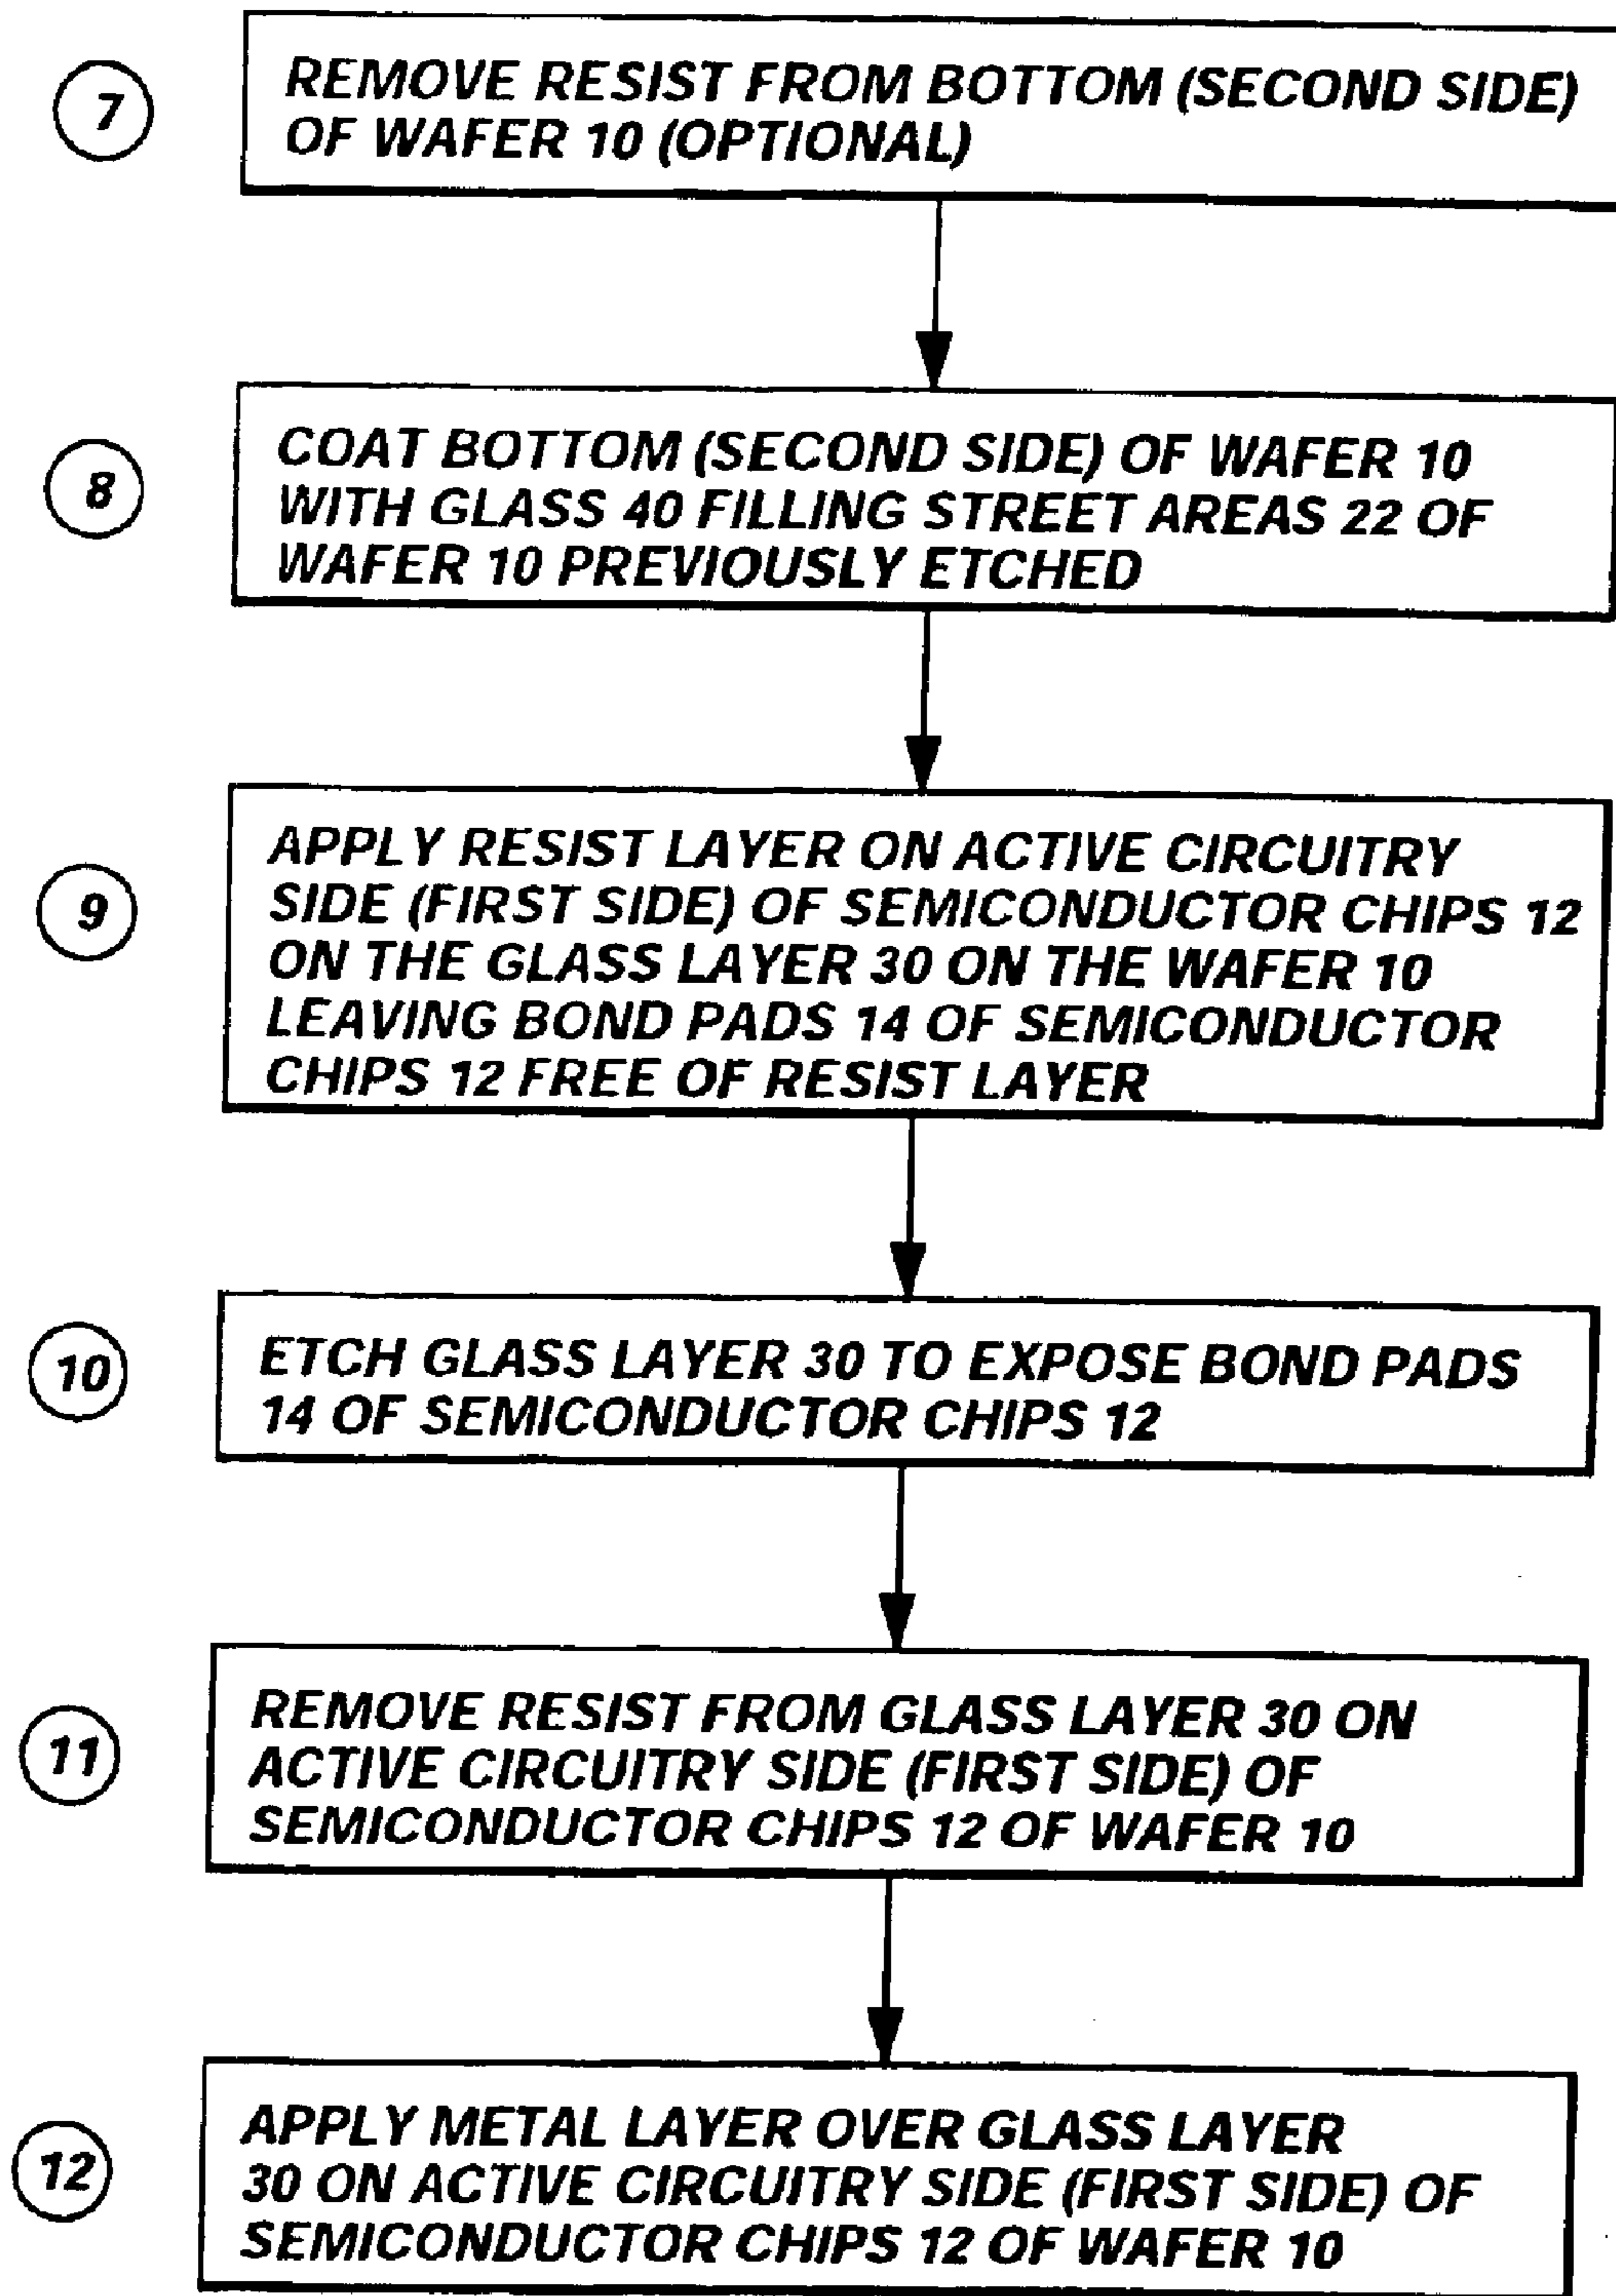 7
REMOVE RESIST FROM BOTTOM (SECOND SIDE)
OF WAFER 10 (OPTIONAL)
8
COAT BOTTOM (SECOND SIDE) OF WAFER 10
WITH GLASS 40 FILLING STREET AREAS 22 OF
WAFER 10 PREVIOUSLY ETCHED
9
APPLY RESIST LAYER ON ACTIVE CIRCUITRY
SIDE (FIRST SIDE) OF SEMICONDUCTOR CHIPS 12
ON THE GLASS LAYER 30 ON THE WAFER 10
LEAVING BOND PADS 14 OF SEMICONDUCTOR
CHIPS 12 FREE OF RESIST LAYER
10
ETCH GLASS LAYER 30 TO EXPOSE BOND PADS
14 OF SEMICONDUCTOR CHIPS 12
11
REMOVE RESIST FROM GLASS LAYER 30 ON
ACTIVE CIRCUITRY SIDE (FIRST SIDE) OF
SEMICONDUCTOR CHIPS 12 OF WAFER 10
12
APPLY METAL LAYER OVER GLASS LAYER
30 ON ACTIVE CIRCUITRY SIDE (FIRST SIDE) OF
SEMICONDUCTOR CHIPS 12 OF WAFER 10